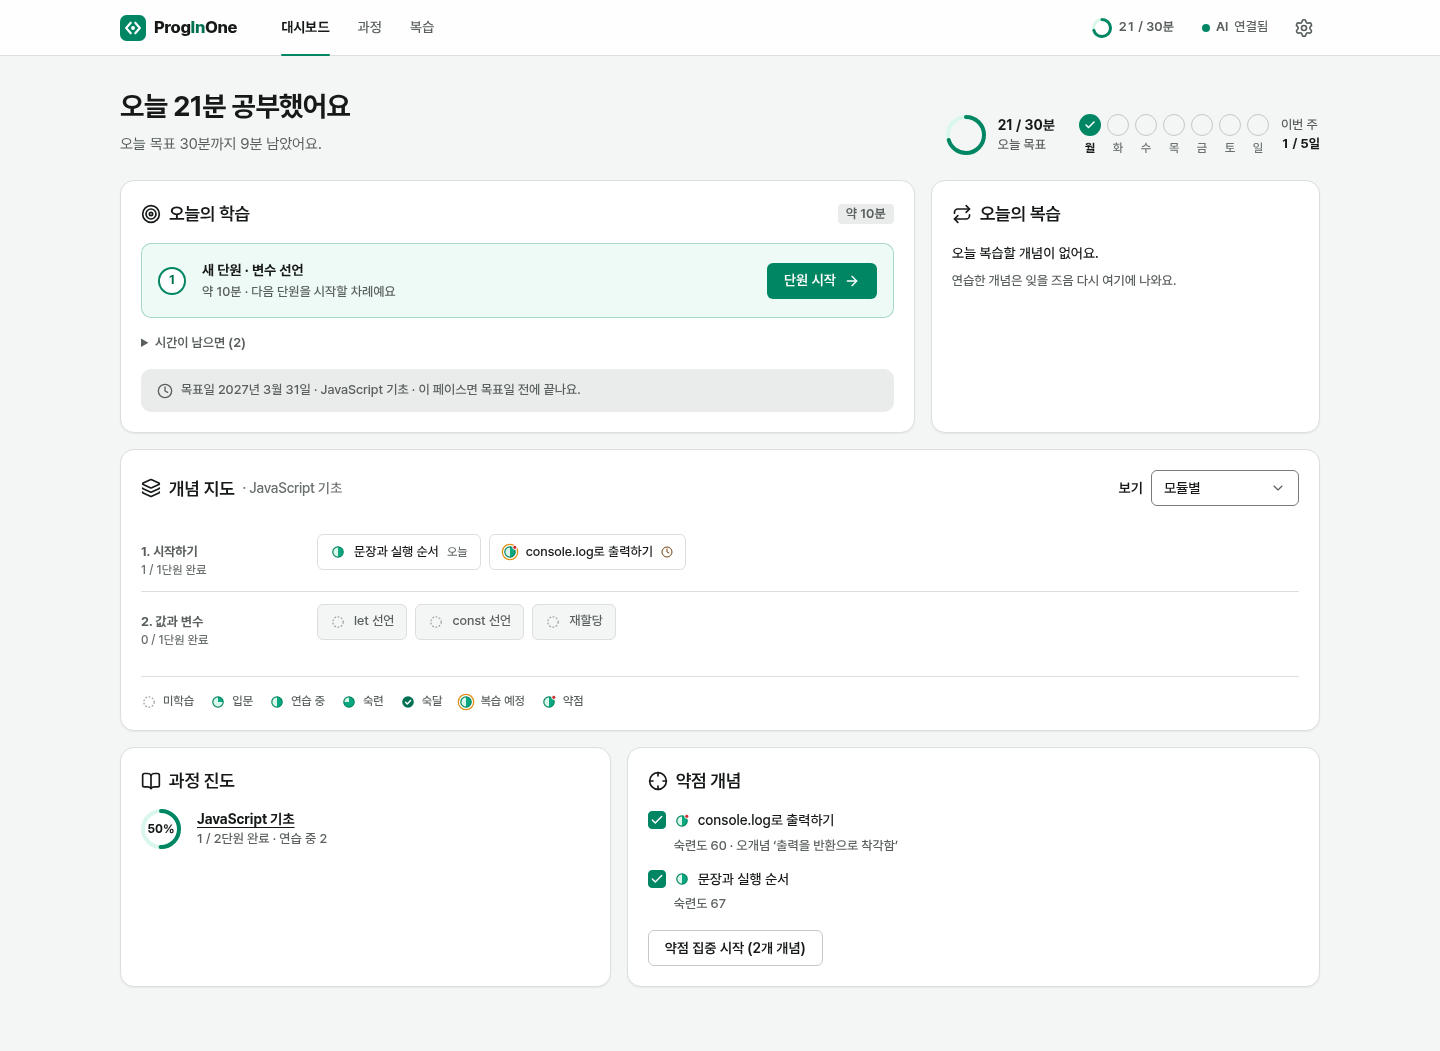 ProgInOne
대시보드
과정
복습
21 / 30분
AI 연결됨
오늘 21분 공부했어요
오늘 목표 30분까지 9분 남았어요.
21 / 30분
오늘 목표
월 화 수 목 금 토 일
이번 주
1 / 5일
오늘의 학습
약 10분
1
새 단원 · 변수 선언
약 10분 · 다음 단원을 시작할 차례예요
단원 시작
시간이 남으면 (2)
목표일 2027년 3월 31일 · JavaScript 기초 · 이 페이스면 목표일 전에 끝나요.
오늘의 복습
오늘 복습할 개념이 없어요.
연습한 개념은 잊을 즈음 다시 여기에 나와요.
개념 지도 · JavaScript 기초
보기
모듈별
1. 시작하기
1 / 1단원 완료
문장과 실행 순서 오늘
console.log로 출력하기
2. 값과 변수
0 / 1단원 완료
let 선언
const 선언
재할당
미학습
입문
연습 중
숙련
숙달
복습 예정
약점
과정 진도
50%
JavaScript 기초
1 / 2단원 완료 · 연습 중 2
약점 개념
console.log로 출력하기
숙련도 60 · 오개념 ‘출력을 반환으로 착각함’
문장과 실행 순서
숙련도 67
약점 집중 시작 (2개 개념)